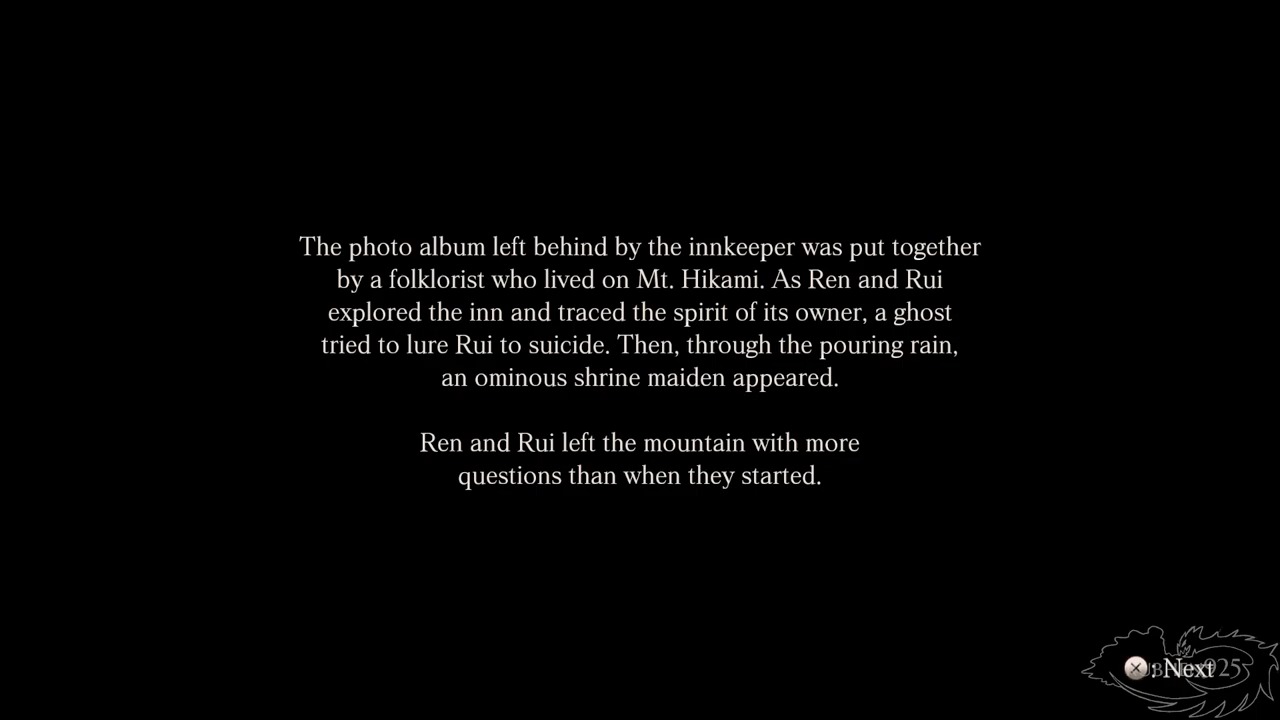 The photo album left behind by the innkeeper was put together
by a folklorist who lived on Mt. Hikami. As Ren and Rui
explored the inn and traced the spirit of its owner, a ghost
tried to lure Rui to suicide. Then, through the pouring rain,
an ominous shrine maiden appeared.
Ren and Rui left the mountain with more
questions than when they started.
: Next